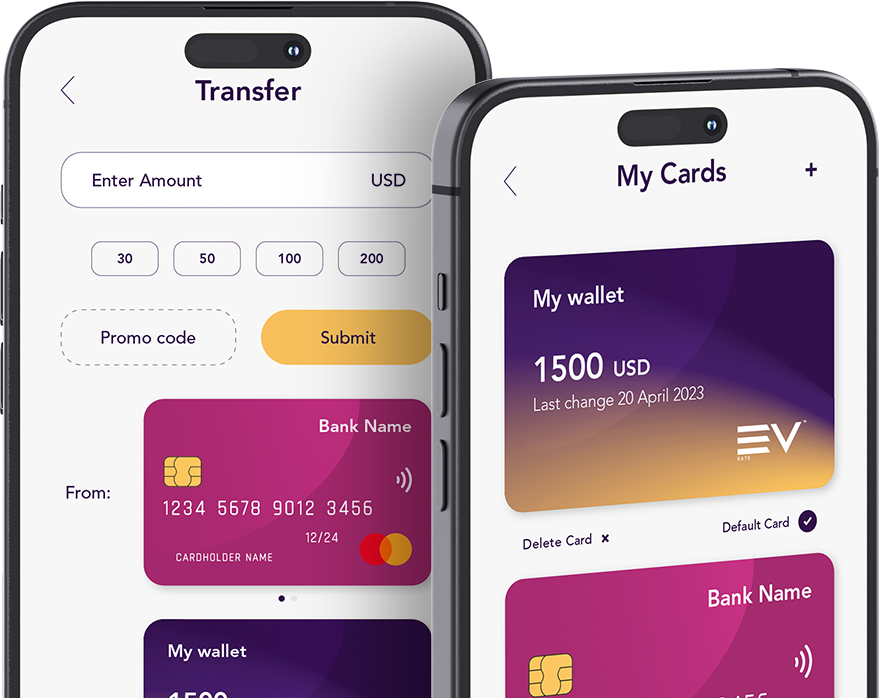 Transfer
Enter Amount USD
30 50 100 200
Promo code Submit
From:
Bank Name
1234 5678 9012 3456
12/24
CARDHOLDER NAME
My wallet
My Cards +
My wallet
1500 USD
Last change 20 April 2023
EV
GATE
Delete Card x
Default Card
Bank Name